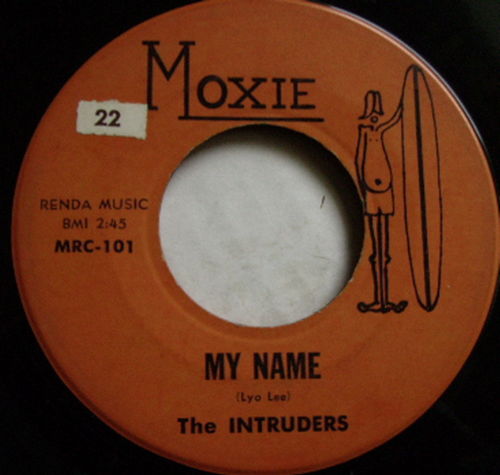 MOXIE
22
RENDA MUSIC
BMI 2:45
MRC-101
MY NAME
(Lyo Lee)
The INTRUDERS